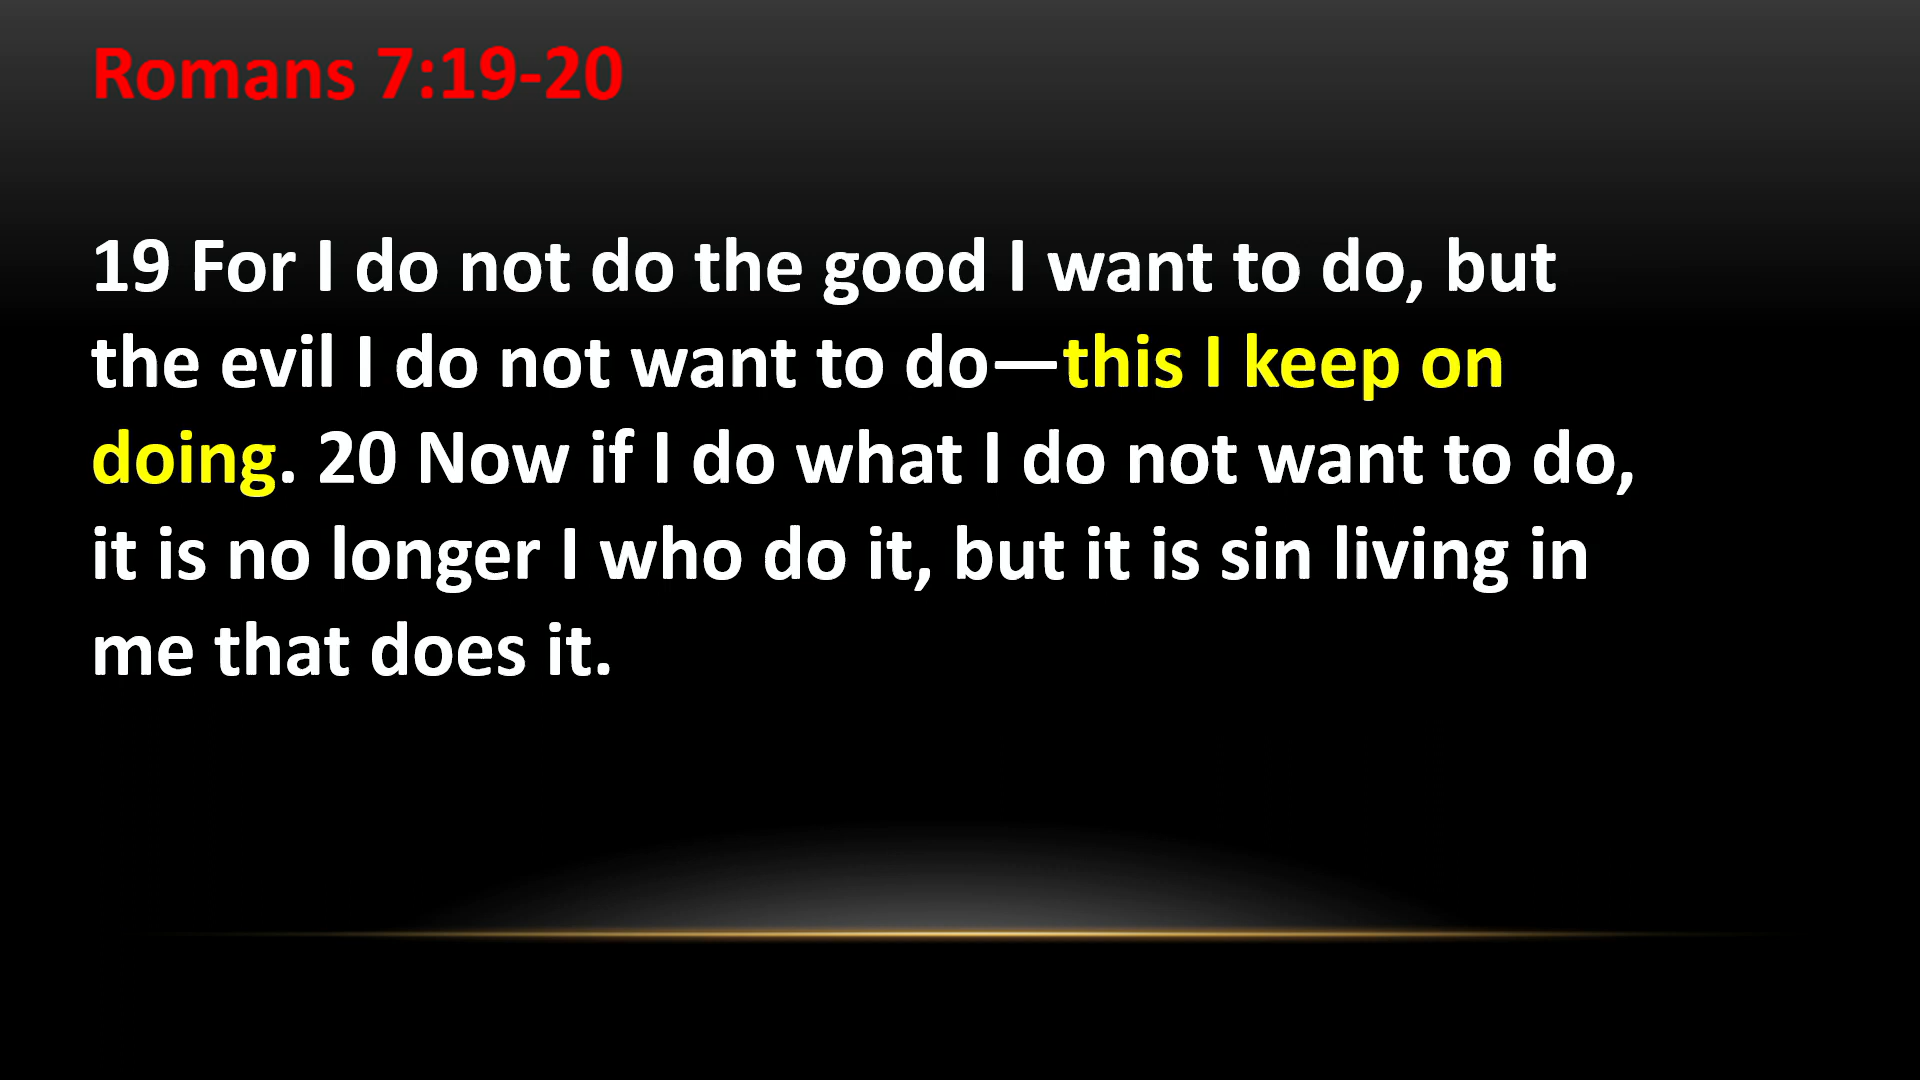 Romans 7:19-20
19 For I do not do the good I want to do, but
the evil I do not want to do—this I keep on
doing. 20 Now if I do what I do not want to do,
it is no longer I who do it, but it is sin living in
me that does it.